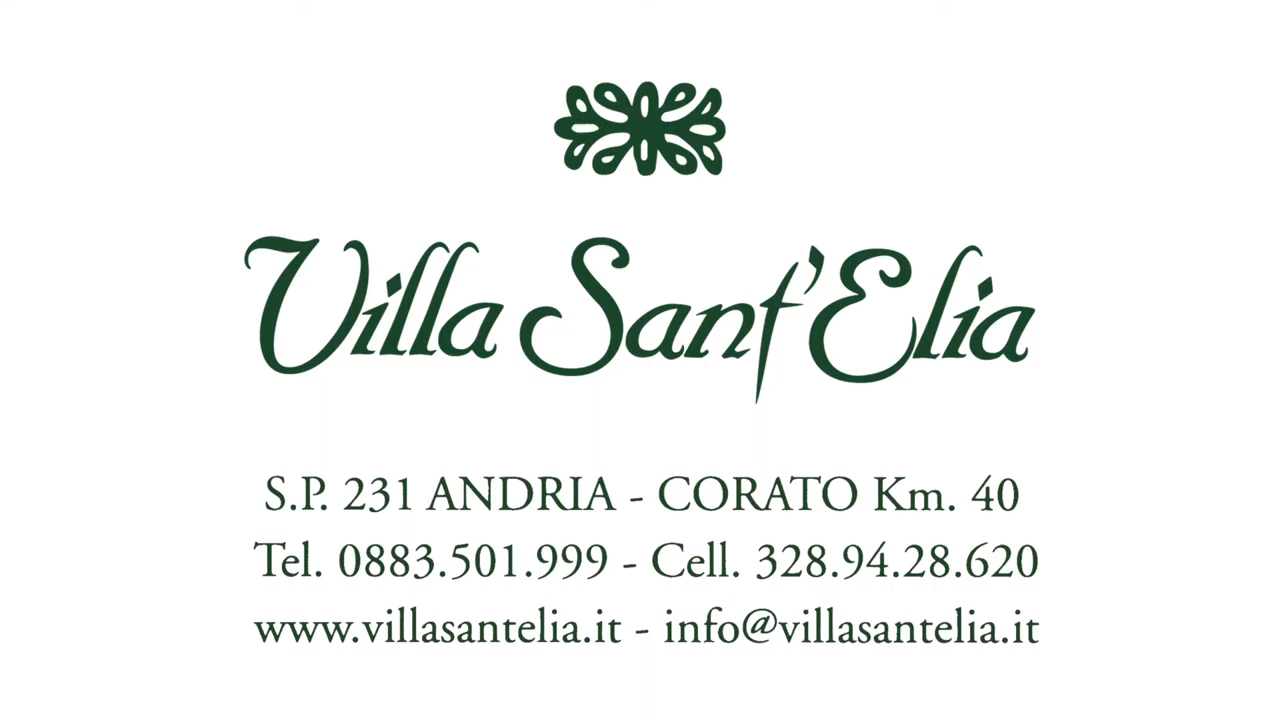 Villa Sant'Elia
S.P. 231 ANDRIA - CORATO Km. 40
Tel. 0883.501.999 - Cell. 328.94.28.620
www.villasantelia.it - info@villasantelia.it